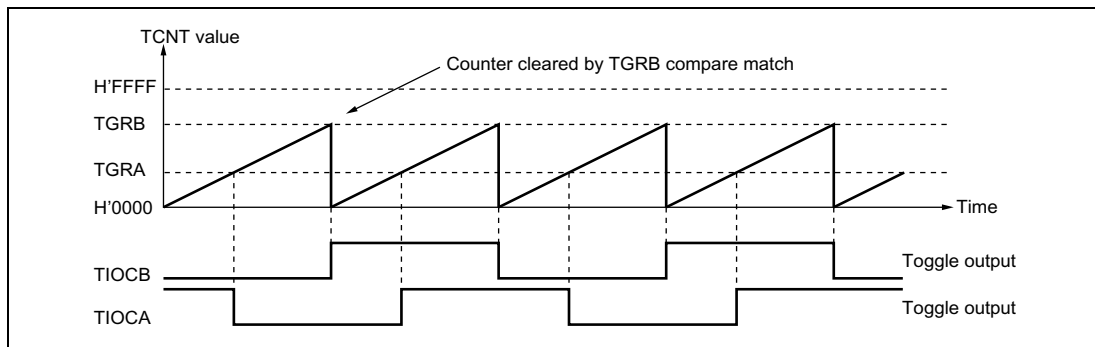 TCNT value
Counter cleared by TGRB compare match
H'FFFF
TGRB
TGRA
H'0000
Time
TIOCB
Toggle output
TIOCA
Toggle output